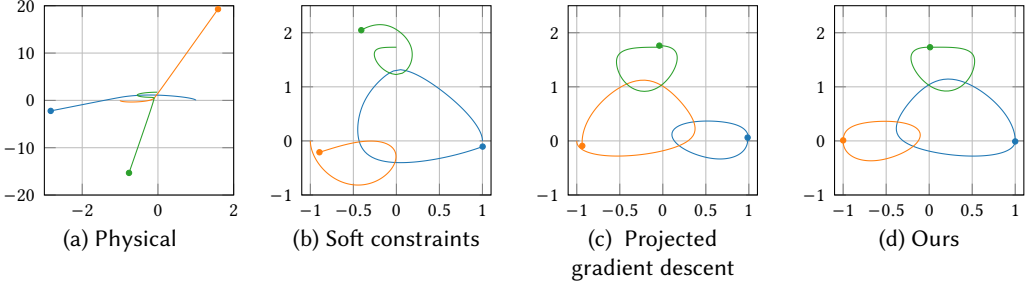 20
10
0
−10
−20
−2 0 2
(a) Physical
2
1
0
−1
−1 −0.5 0 0.5 1
(b) Soft constraints
2
1
0
−1
−1 −0.5 0 0.5 1
(c) Projected
gradient descent
2
1
0
−1
−1 −0.5 0 0.5 1
(d) Ours